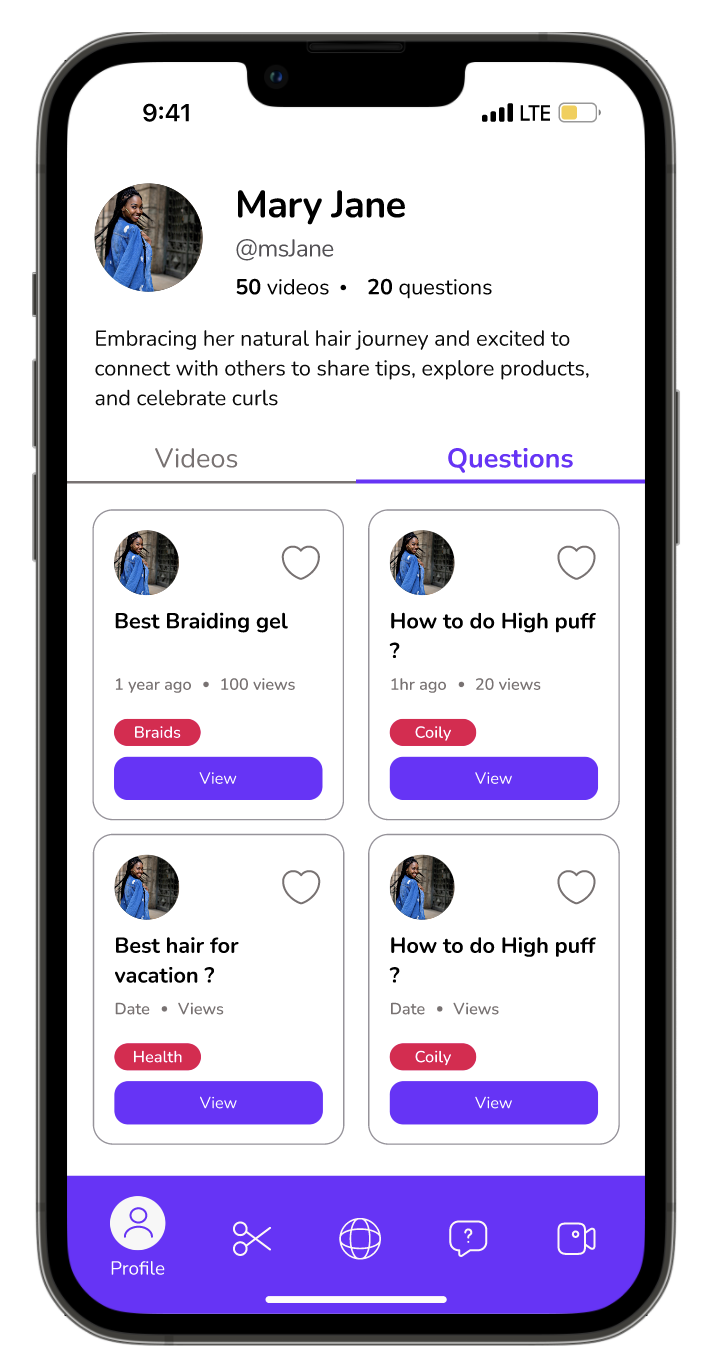 9:41 LTE
Mary Jane
@msJane
50 videos • 20 questions
Embracing her natural hair journey and excited to
connect with others to share tips, explore products,
and celebrate curls
Videos Questions
Best Braiding gel
1 year ago • 100 views
Braids
View
How to do High puff
?
1hr ago • 20 views
Coily
View
Best hair for
vacation ?
Date • Views
Health
View
How to do High puff
?
Date • Views
Coily
View
?
Profile